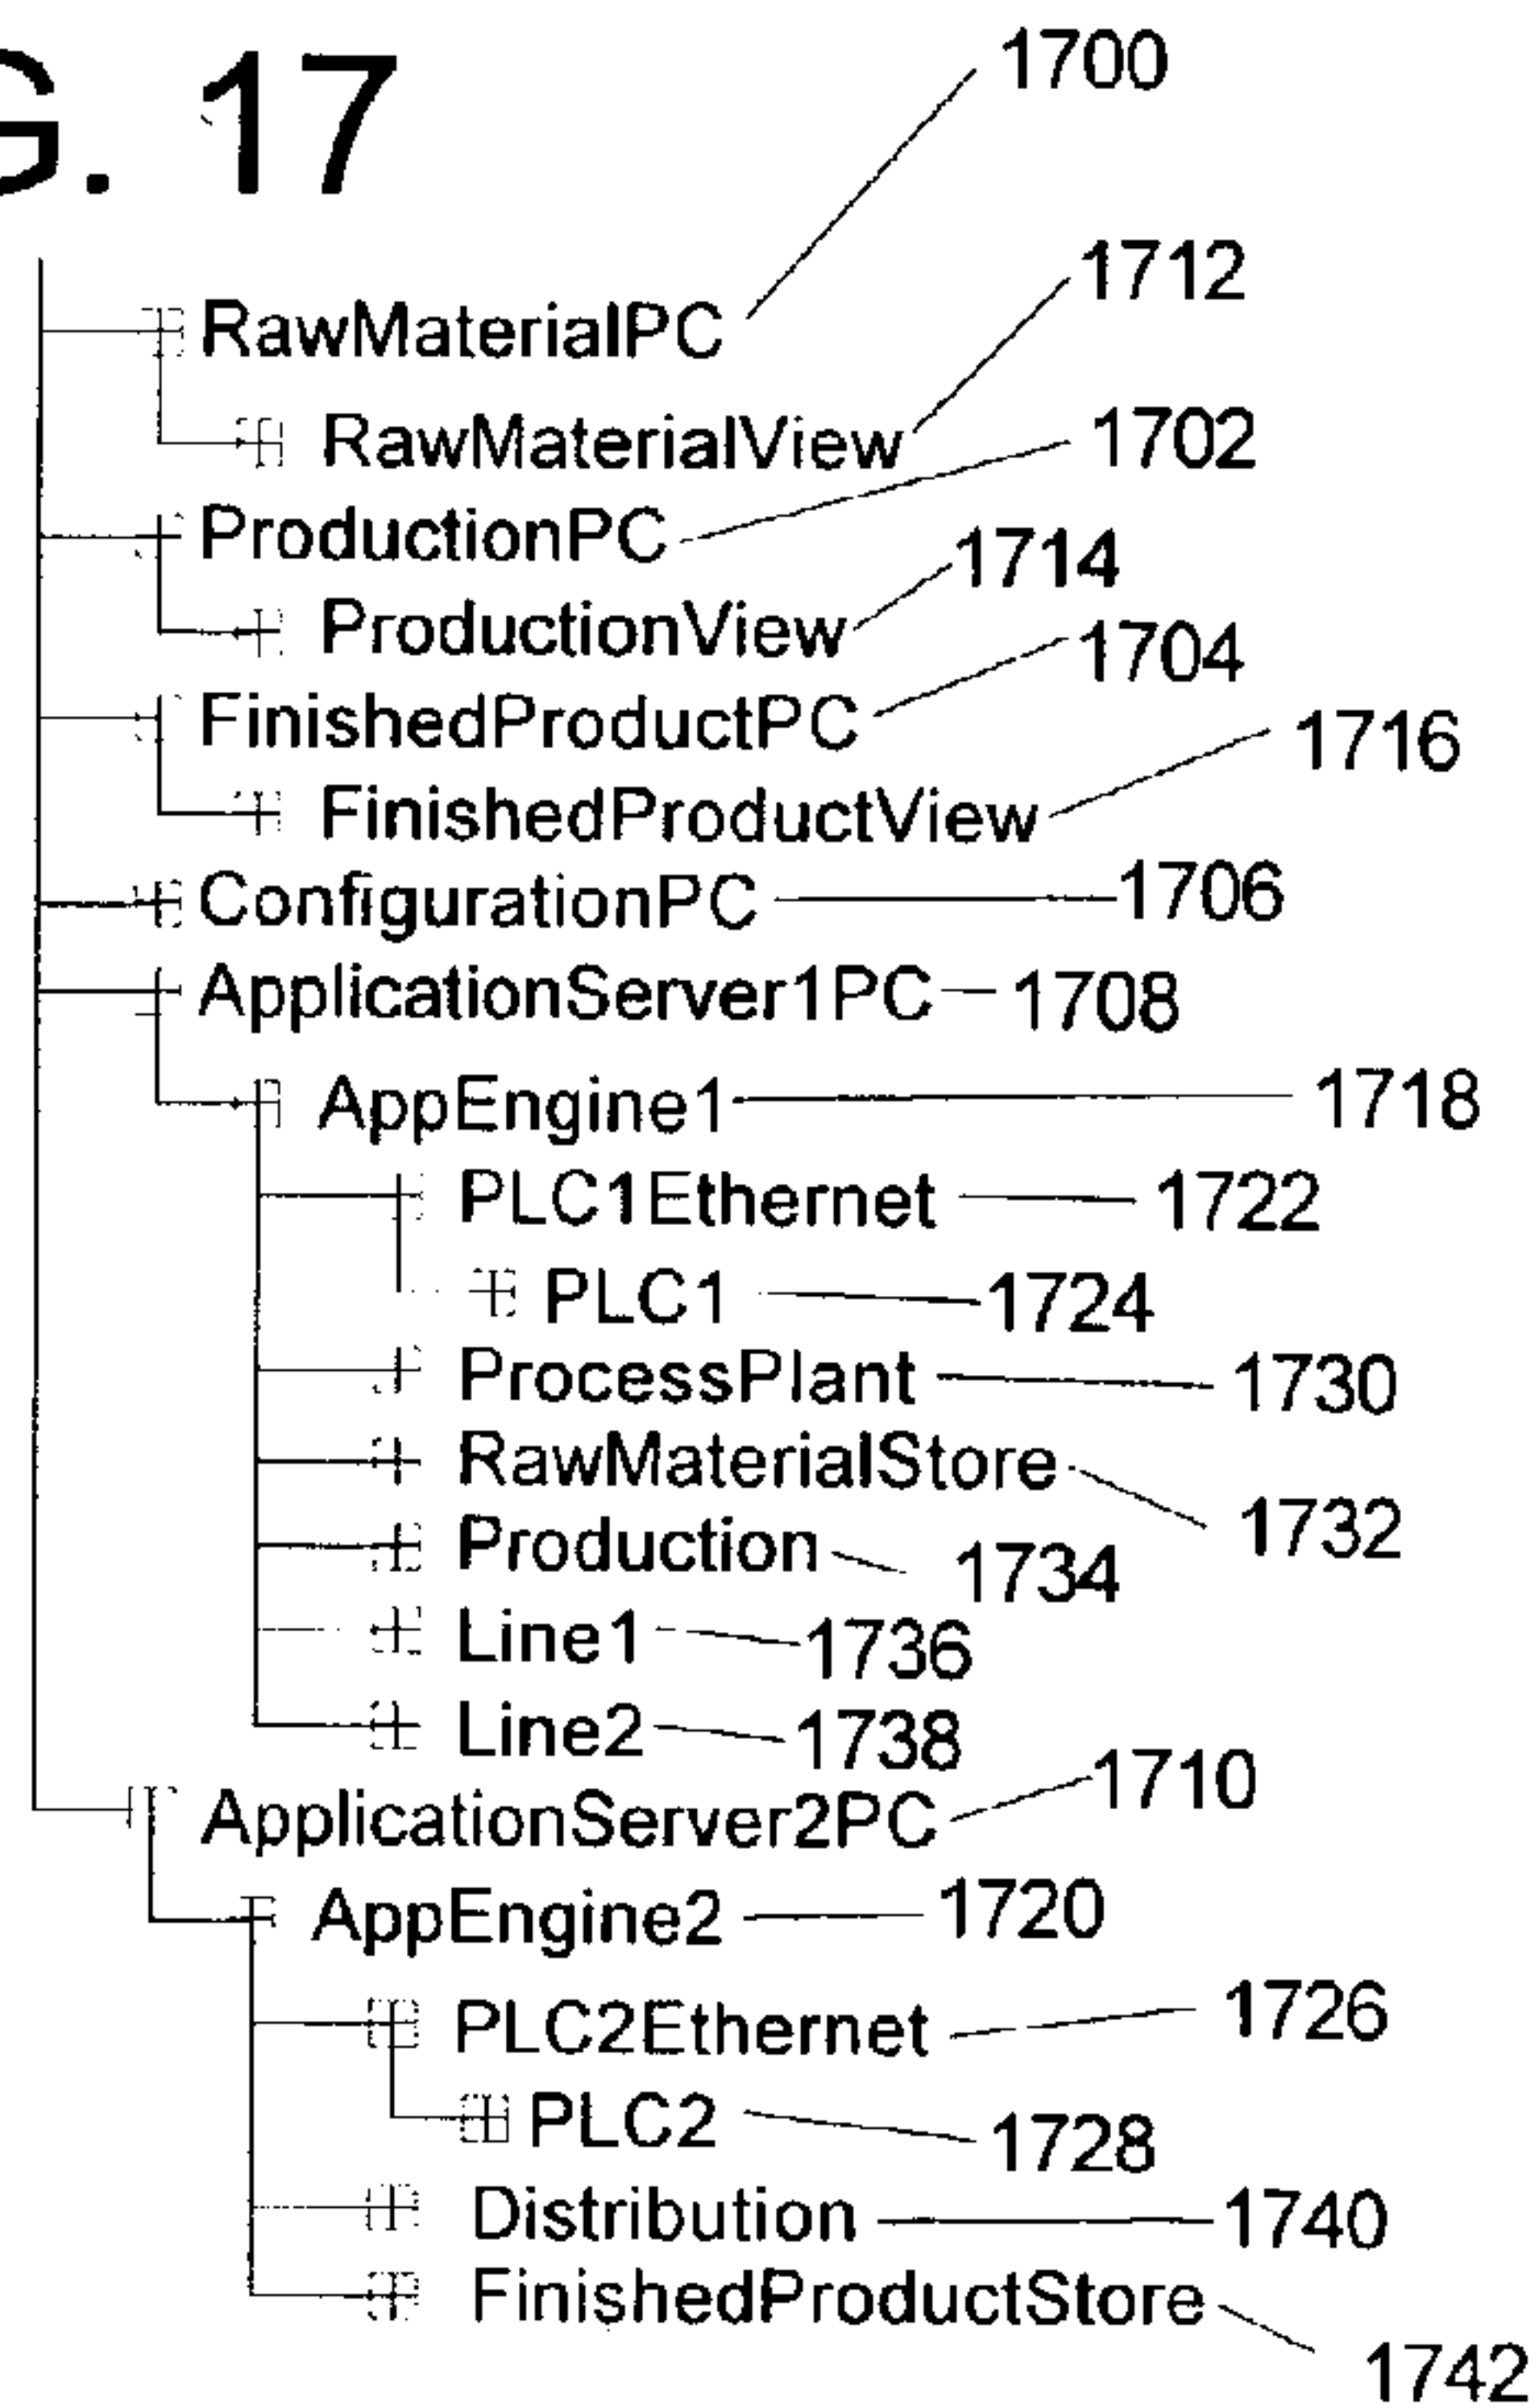 G. 17
1700
RawMaterialPC
1712
RawMaterialView
1702
ProductionPC
1714
ProductionView
1704
FinishedProductPC
1716
FinishedProductView
ConfigurationPC 1706
ApplicationServer1PC 1708
AppEngine1 1718
PLC1Ethernet 1722
PLC1 1724
ProcessPlant 1730
RawMaterialStore
1732
Production 1734
Line1 1736
Line2 1738
1710
ApplicationServer2PC
AppEngine2 1720
PLC2Ethernet 1726
PLC2 1728
Distribution 1740
FinishedProductStore
1742